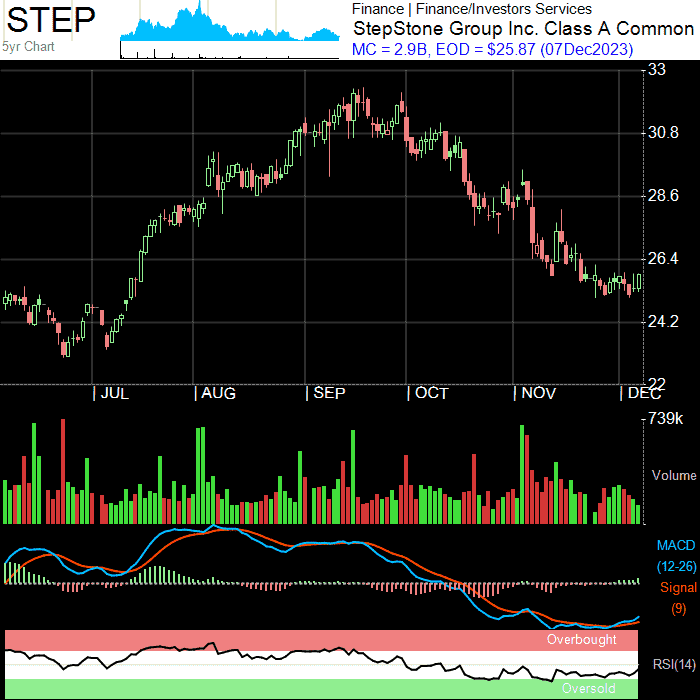 STEP
5yr Chart
Finance | Finance/Investors Services
StepStone Group Inc. Class A Common
MC = 2.9B, EOD = $25.87 (07Dec2023)
33
30.8
28.6
26.4
24.2
22
JUL AUG SEP OCT NOV DEC
739k
Volume
MACD
(12-26)
Signal
(9)
Overbought
RSI(14)
Oversold